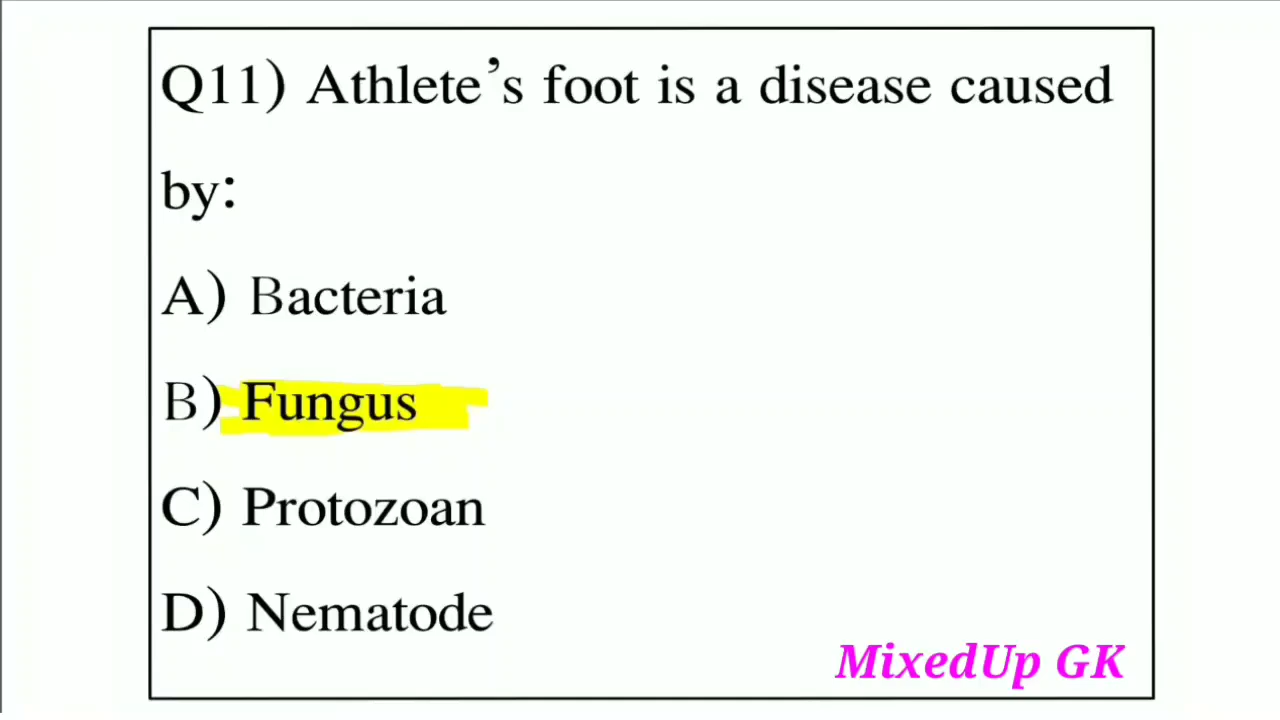 Q11) Athlete’s foot is a disease caused
by:
A) Bacteria
B) Fungus
C) Protozoan
D) Nematode
MixedUp GK